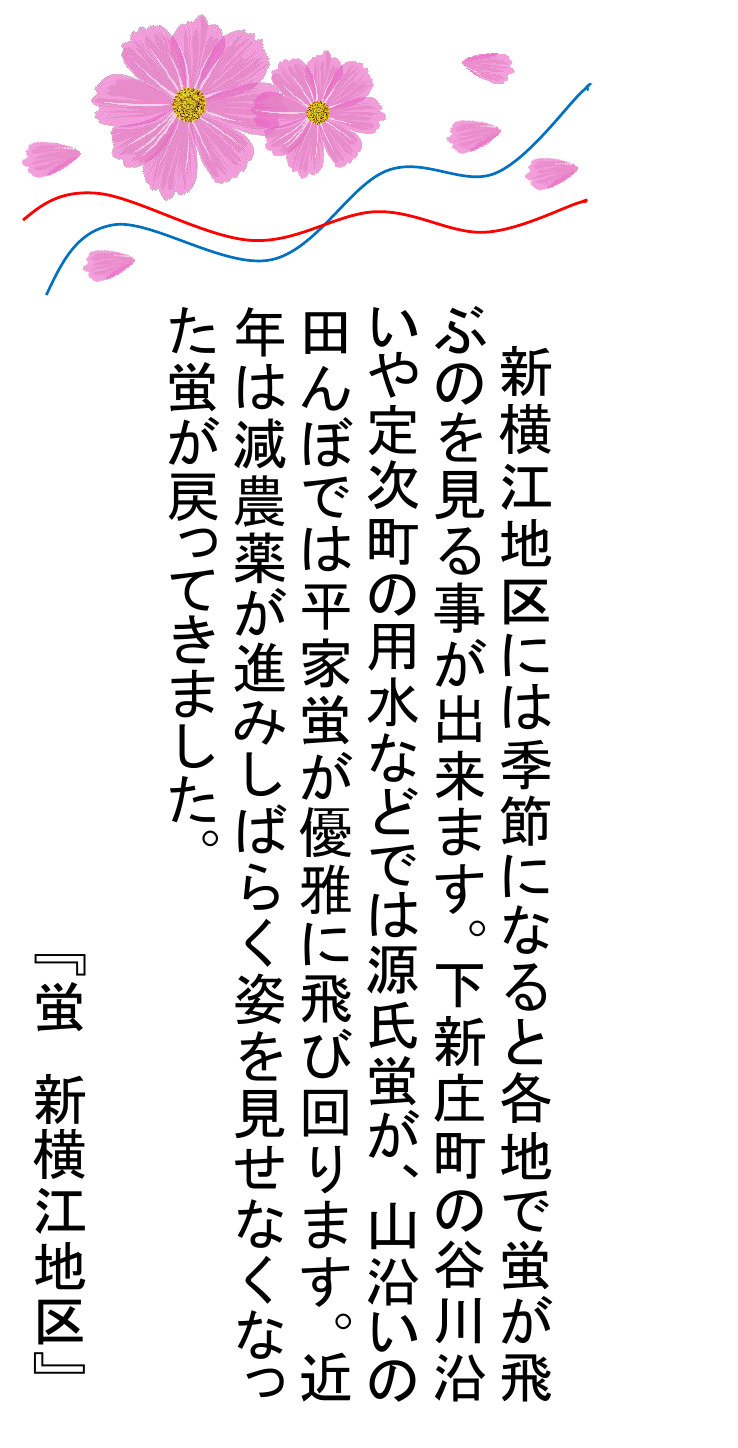 新横江地区には季節になると各地で蛍が飛
ぶのを見る事が出来ます。下新庄町の谷川沿
いや定次町の用水などでは源氏蛍が、山沿いの
田んぼでは平家蛍が優雅に飛び回ります。近
年は減農薬が進みしばらく姿を見せなくなっ
た蛍が戻ってきました。
『蛍　新横江地区』